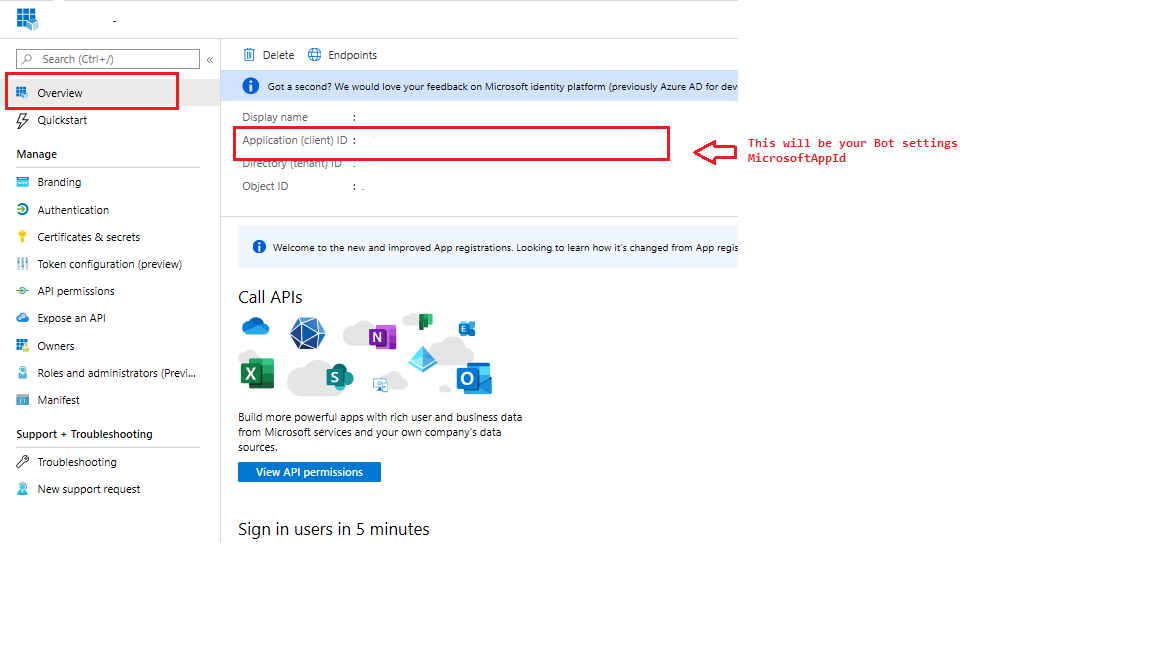 -
Search (Ctrl+/)
«
Overview
Quickstart
Manage
Branding
Authentication
Certificates & secrets
Token configuration (preview)
API permissions
Expose an API
Owners
Roles and administrators (Previ...
Manifest
Support + Troubleshooting
Troubleshooting
New support request
Delete Endpoints
Got a second? We would love your feedback on Microsoft identity platform (previously Azure AD for dev
Display name :
Application (client) ID :
Directory (tenant) ID :
Object ID :
This will be your Bot settings
MicrosoftAppId
Welcome to the new and improved App registrations. Looking to learn how it's changed from App regis
Call APIs
N
E
X
S
O
Build more powerful apps with rich user and business data
from Microsoft services and your own company's data
sources.
View API permissions
Sign in users in 5 minutes